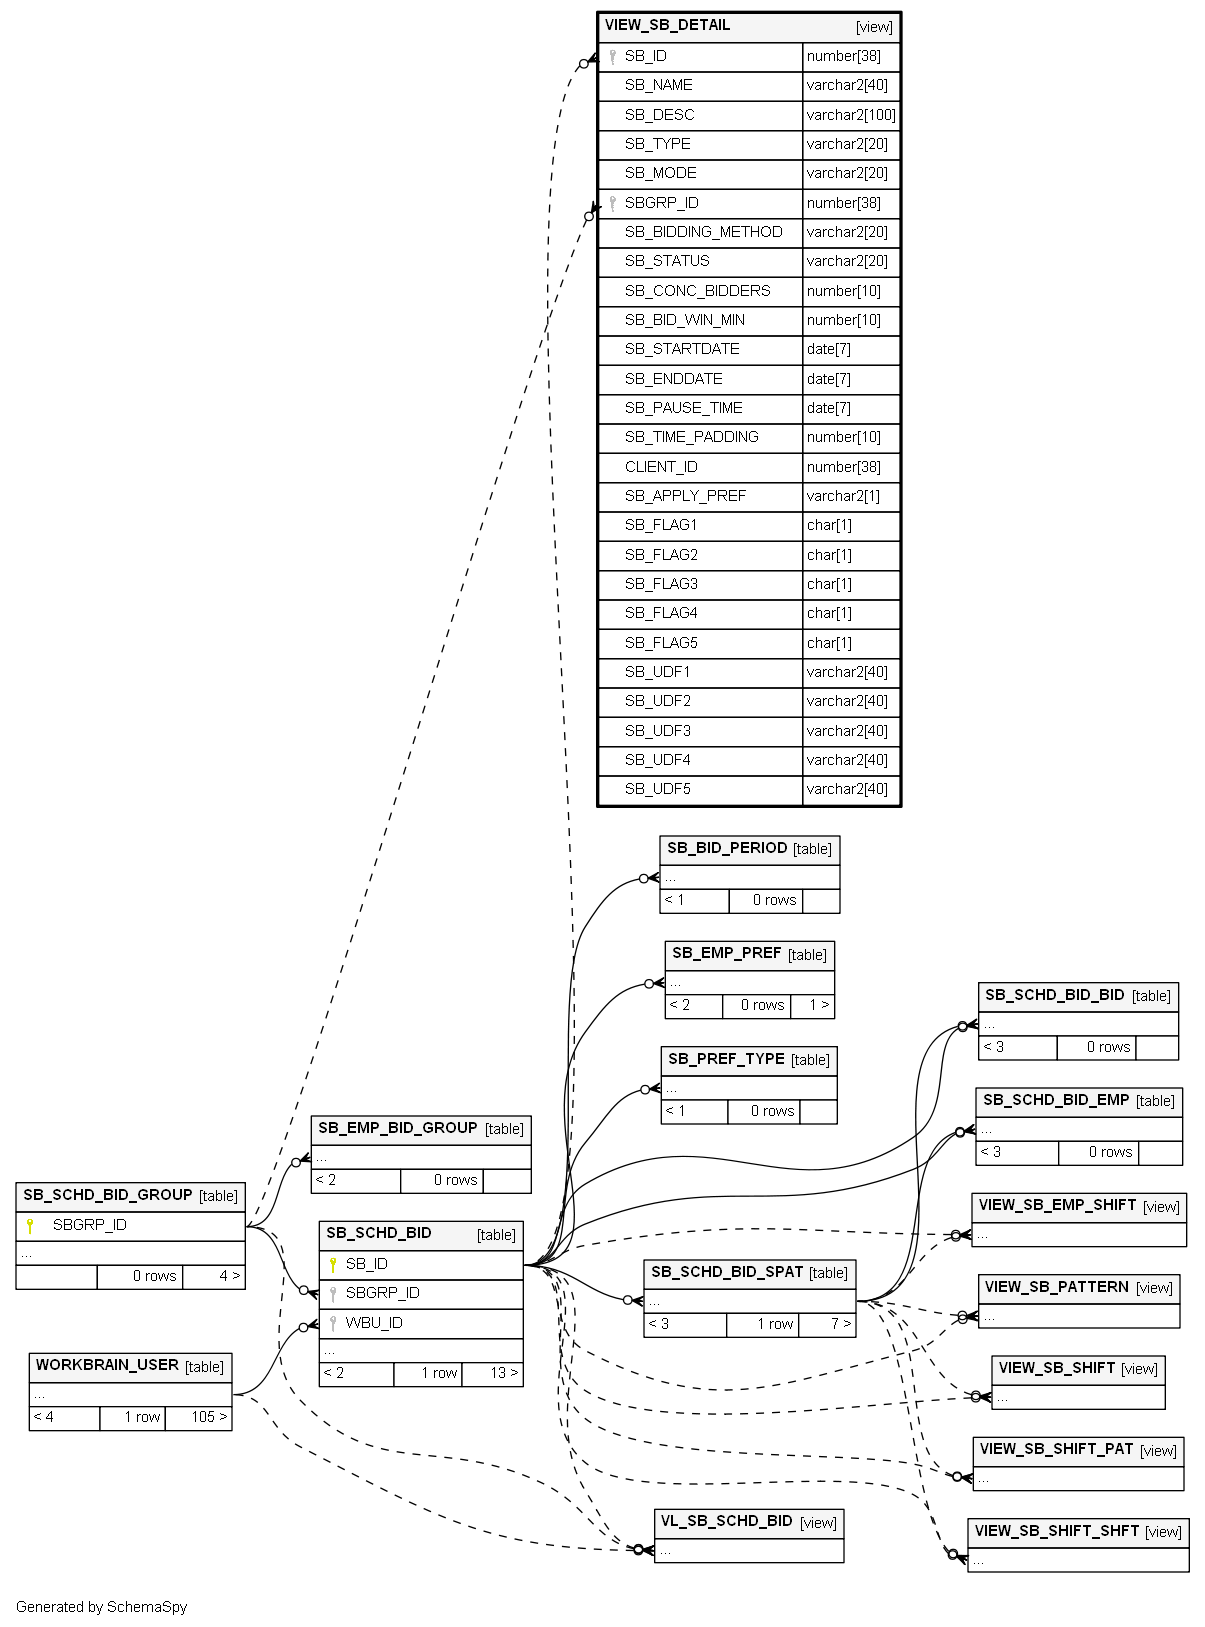 VIEW_SB_DETAIL [view]
SB_ID number[38]
SB_NAME varchar2[40]
SB_DESC varchar2[100]
SB_TYPE varchar2[20]
SB_MODE varchar2[20]
SBGRP_ID number[38]
SB_BIDDING_METHOD varchar2[20]
SB_STATUS varchar2[20]
SB_CONC_BIDDERS number[10]
SB_BID_WIN_MIN number[10]
SB_STARTDATE date[7]
SB_ENDDATE date[7]
SB_PAUSE_TIME date[7]
SB_TIME_PADDING number[10]
CLIENT_ID number[38]
SB_APPLY_PREF varchar2[1]
SB_FLAG1 char[1]
SB_FLAG2 char[1]
SB_FLAG3 char[1]
SB_FLAG4 char[1]
SB_FLAG5 char[1]
SB_UDF1 varchar2[40]
SB_UDF2 varchar2[40]
SB_UDF3 varchar2[40]
SB_UDF4 varchar2[40]
SB_UDF5 varchar2[40]
SB_BID_PERIOD [table]
...
< 1 0 rows
SB_EMP_PREF [table]
...
< 2 0 rows 1 >
SB_PREF_TYPE [table]
...
< 1 0 rows
SB_SCHD_BID_BID [table]
...
< 3 0 rows
SB_SCHD_BID_EMP [table]
...
< 3 0 rows
SB_EMP_BID_GROUP [table]
...
< 2 0 rows
SB_SCHD_BID_GROUP [table]
SBGRP_ID
...
0 rows 4 >
SB_SCHD_BID [table]
SB_ID
SBGRP_ID
WBU_ID
...
< 2 1 row 13 >
WORKBRAIN_USER [table]
...
< 4 1 row 105 >
SB_SCHD_BID_SPAT [table]
...
< 3 1 row 7 >
VIEW_SB_EMP_SHIFT [view]
...
VIEW_SB_PATTERN [view]
...
VIEW_SB_SHIFT [view]
...
VIEW_SB_SHIFT_PAT [view]
...
VIEW_SB_SHIFT_SHFT [view]
...
VL_SB_SCHD_BID [view]
...
Generated by SchemaSpy